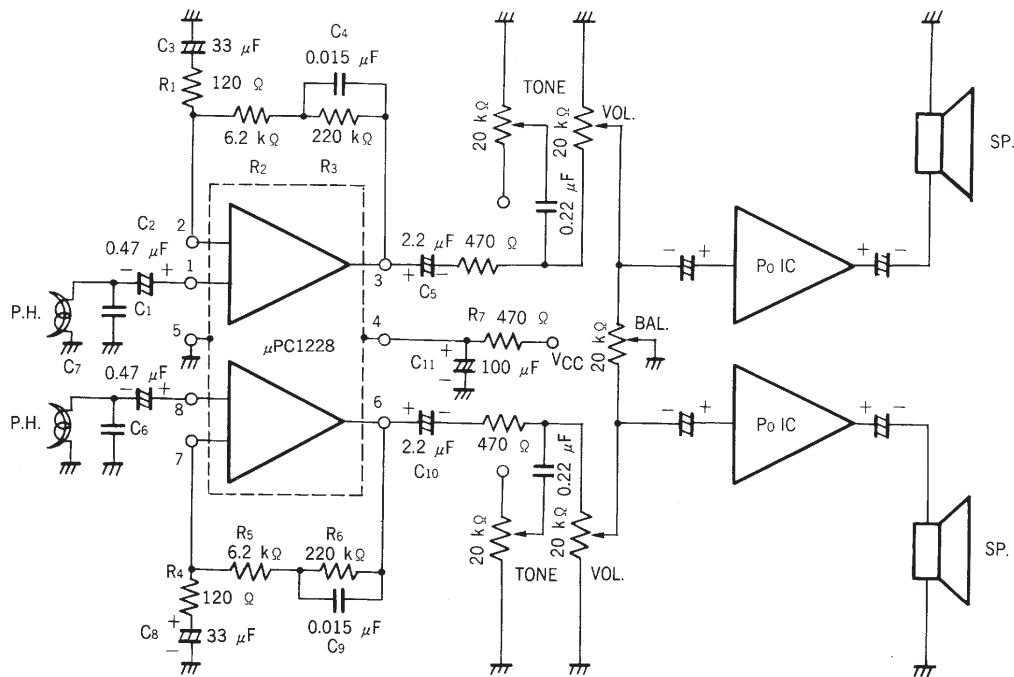 C3 33 μF
R1 120 Ω
C4
0.015 μF
6.2 kΩ
220 kΩ
R2
R3
TONE
20 kΩ
VOL.
20 kΩ
0.22 μF
SP.
C2
0.47 μF
2
1
− +
P.H.
C1
3
2.2 μF
+ −
C5
470 Ω
− +
Po IC
+ −
5
μPC1228
4
R7 470 Ω
VCC
C11
+
−
100 μF
20 kΩ
BAL.
C7
0.47 μF
− +
8
P.H.
C6
7
6
+ −
2.2 μF
C10
470 Ω
0.22 μF
− +
Po IC
+ −
R5
6.2 kΩ
R6
220 kΩ
R4
120 Ω
0.015 μF
C9
C8
+
−
33 μF
20 kΩ
TONE
20 kΩ
VOL.
SP.